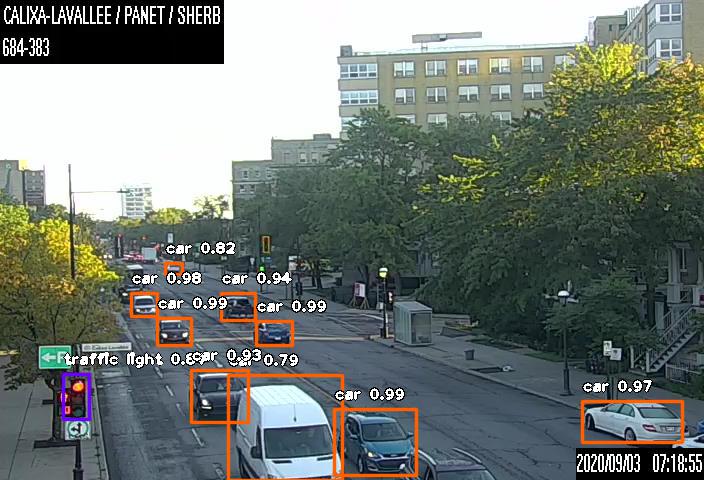 CALIXA-LAVALLEE / PANET / SHERB
684-383
car 0.82
car 0.98
car 0.94
car 0.99
car 0.99
traffic light 0.8
car 0.93
0.79
car 0.99
car 0.97
2020/09/03 07:18:55